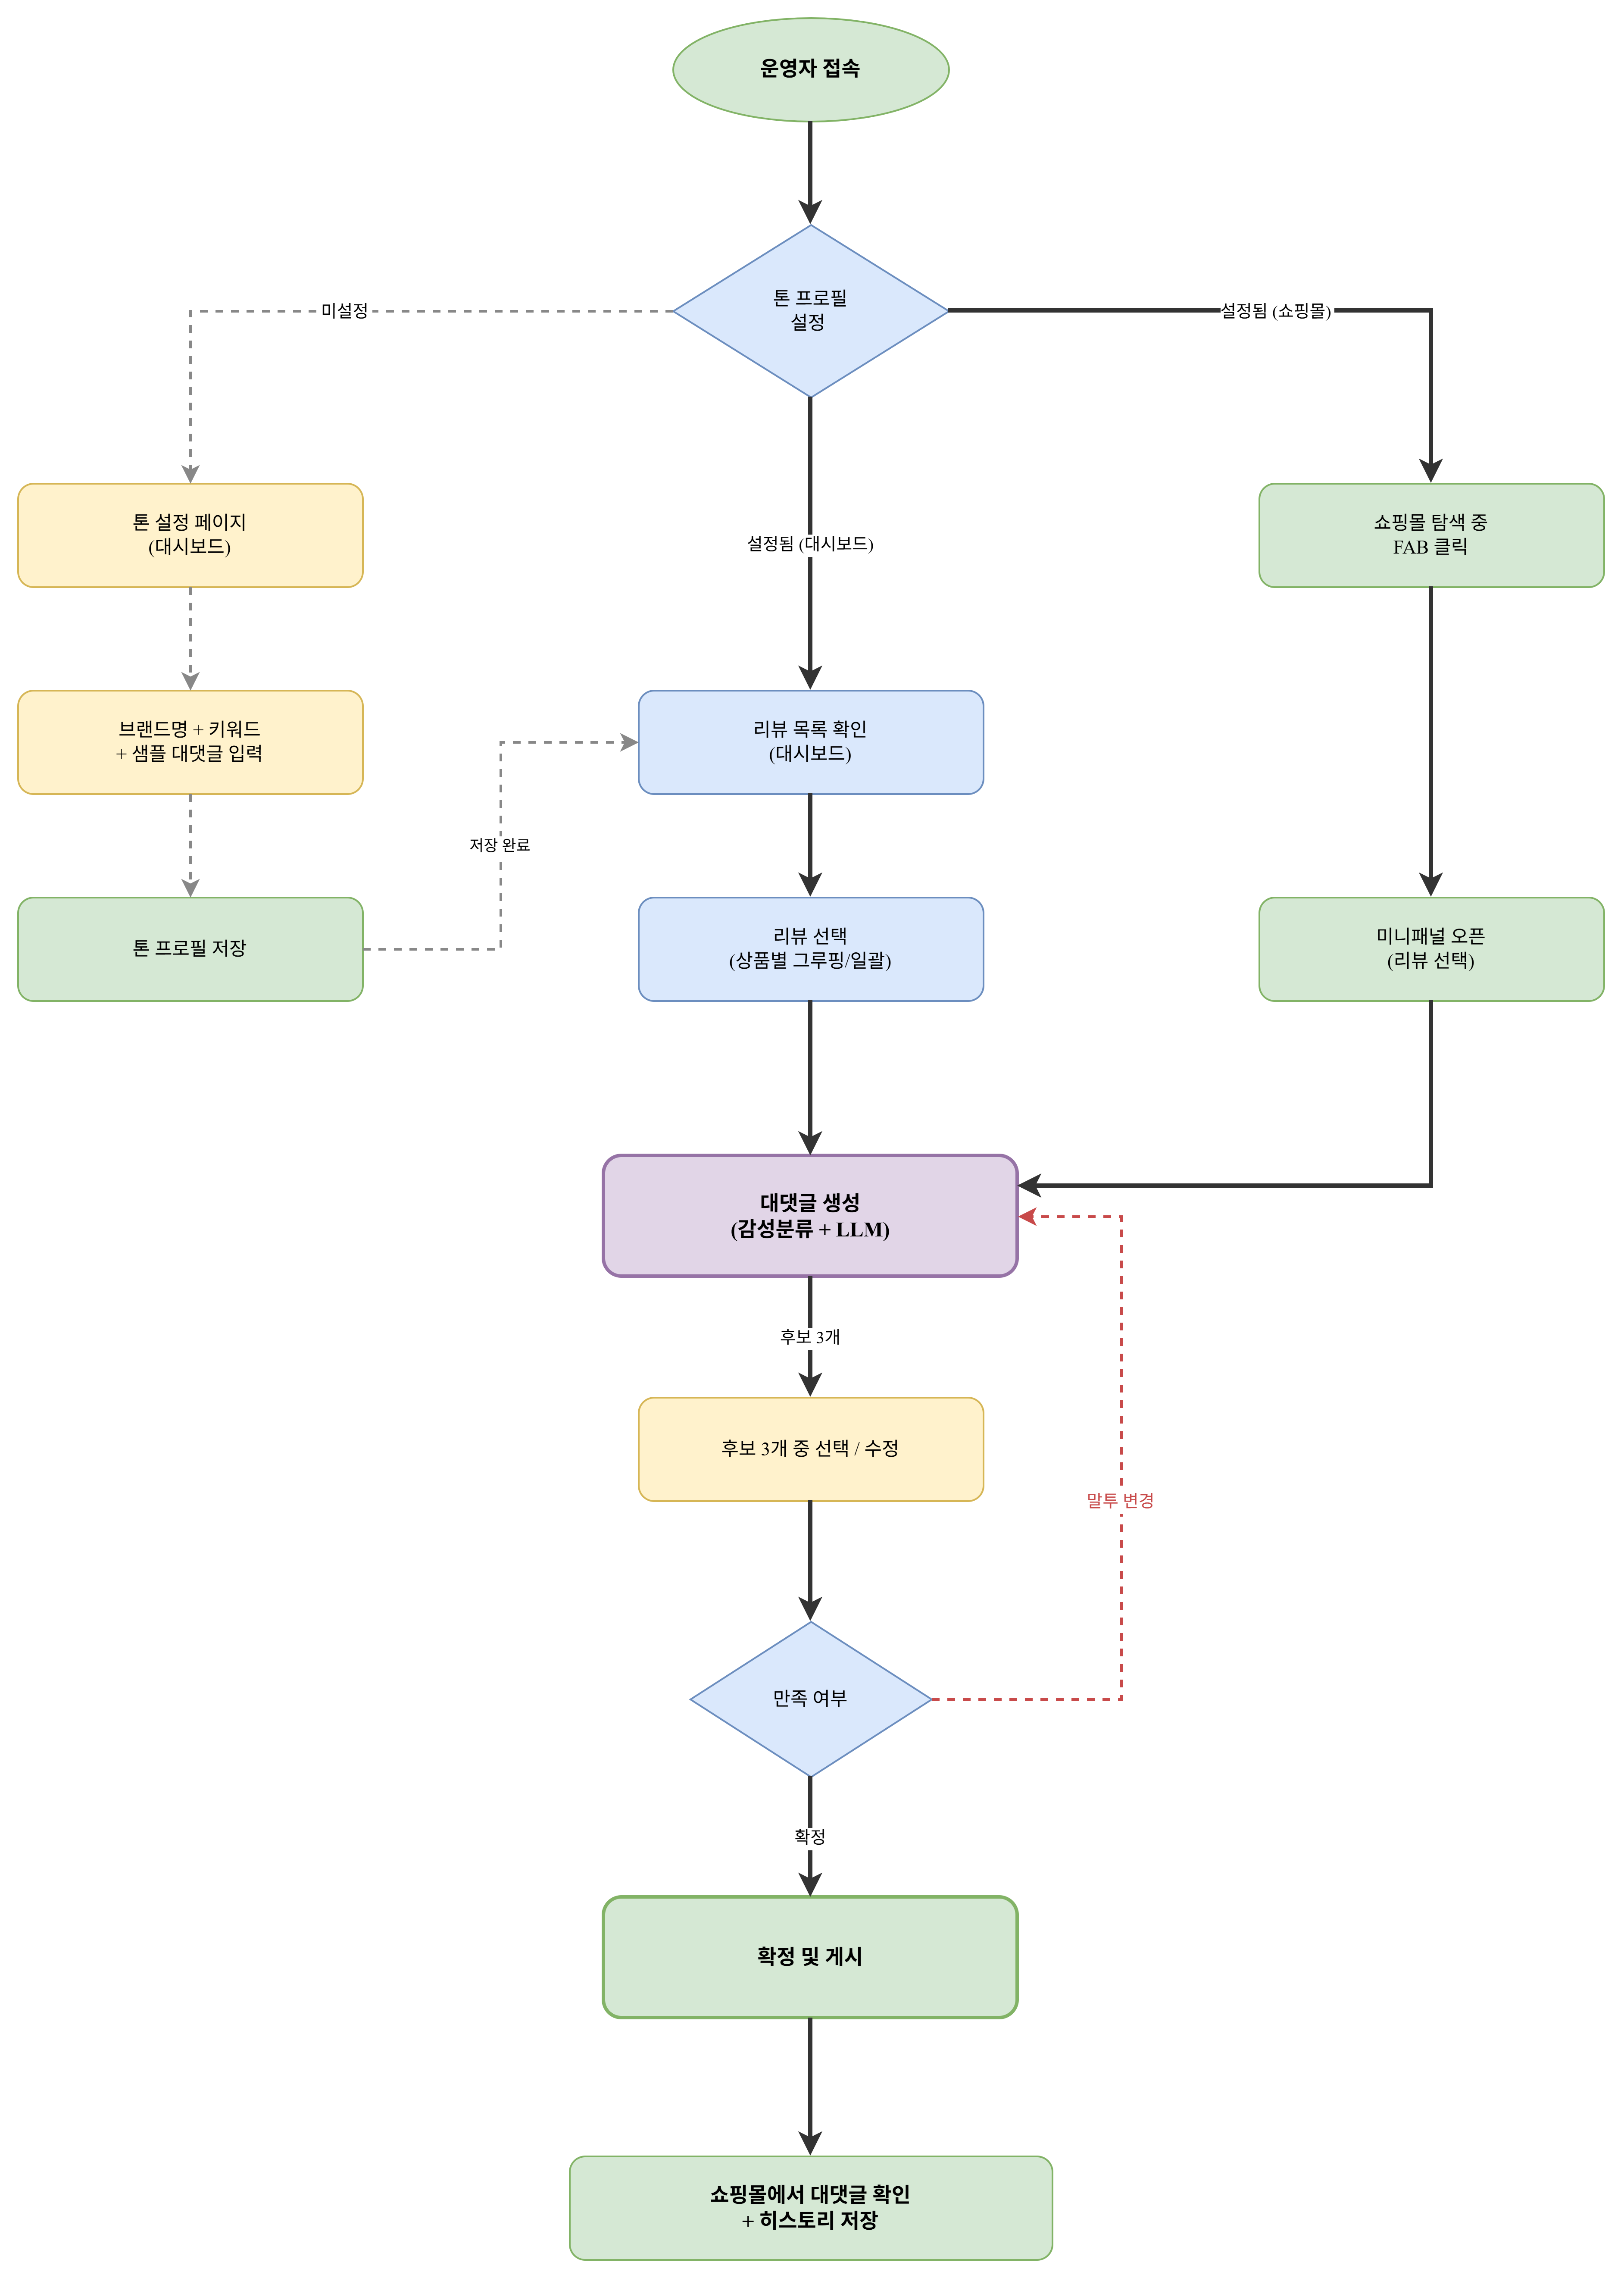 운영자 접속
톤 프로필
설정
미설정
설정됨 (쇼핑몰)
톤 설정 페이지
(대시보드)
설정됨 (대시보드)
쇼핑몰 탐색 중
FAB 클릭
브랜드명 + 키워드
+ 샘플 대댓글 입력
리뷰 목록 확인
(대시보드)
저장 완료
톤 프로필 저장
리뷰 선택
(상품별 그루핑/일괄)
미니패널 오픈
(리뷰 선택)
대댓글 생성
(감성분류 + LLM)
후보 3개
후보 3개 중 선택 / 수정
말투 변경
만족 여부
확정
확정 및 게시
쇼핑몰에서 대댓글 확인
+ 히스토리 저장